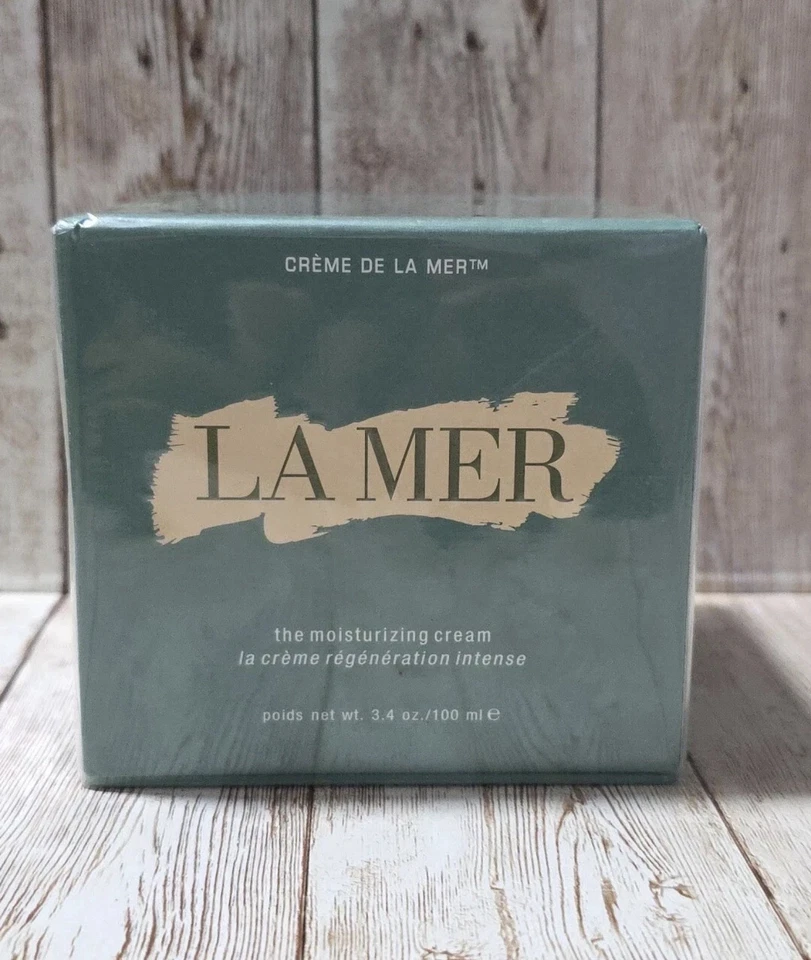 CRÈME DE LA MER™
LA MER
the moisturizing cream
la crème régénération intense
poids net wt. 3.4 oz./100 ml ℮